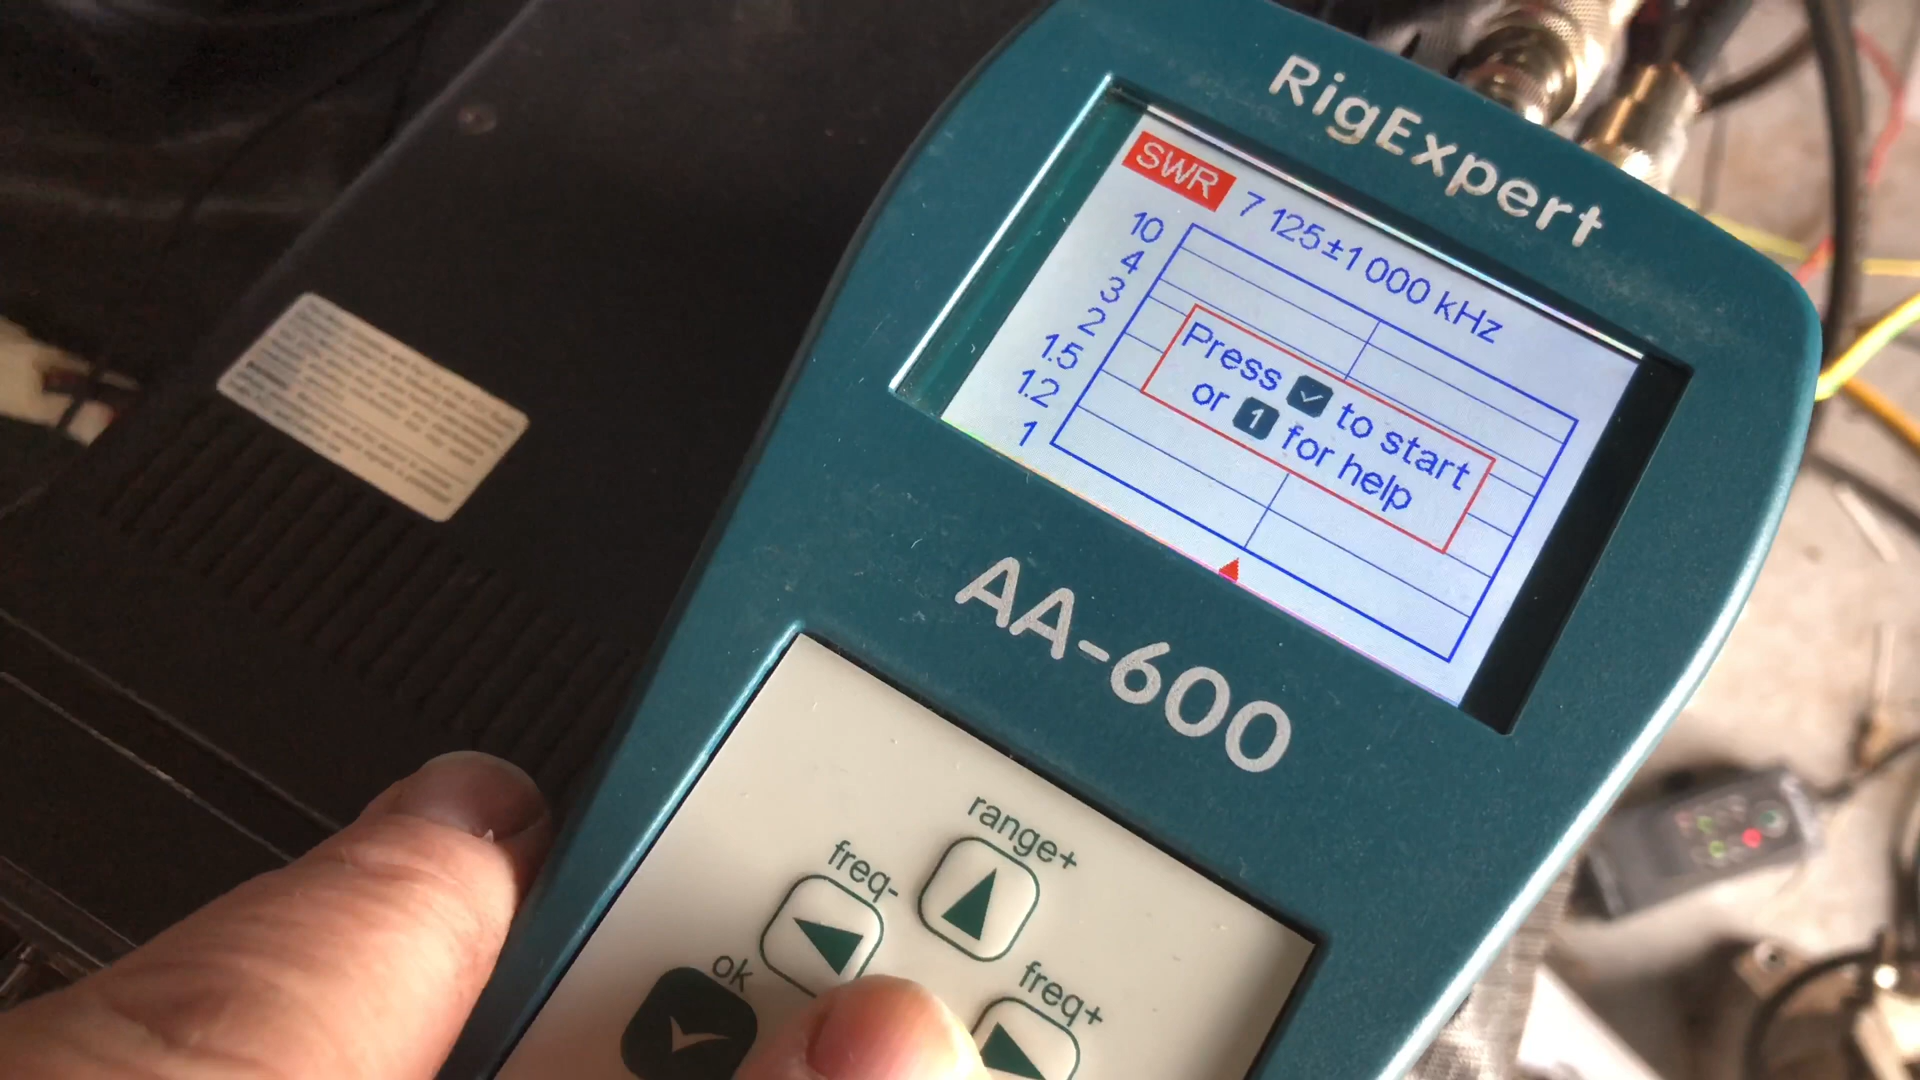 RigExpert
SWR 7 125±1 000 kHz
10
4
3
2
1.5
1.2
1
Press ✓ to start
or 1 for help
AA-600
range+
freq-
ok
freq+